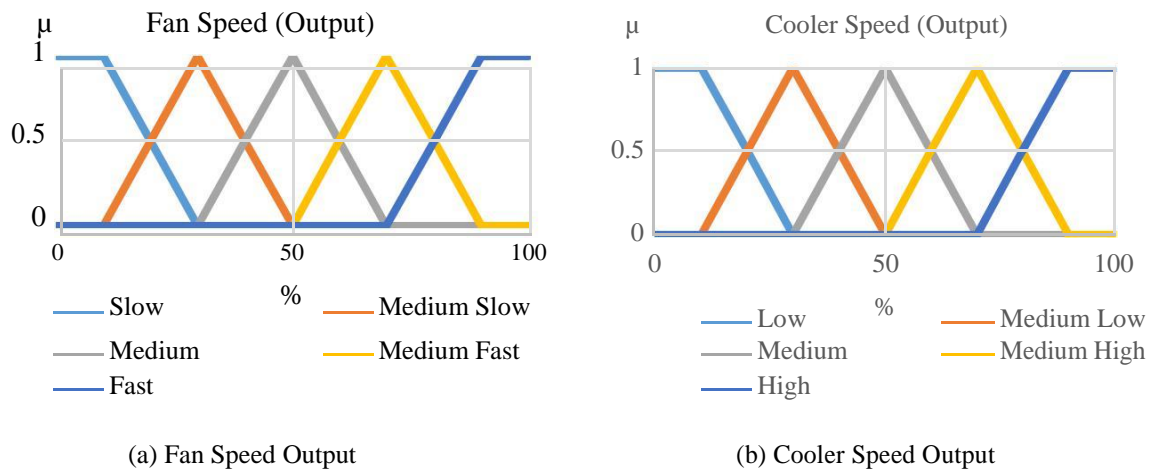 µ Fan Speed (Output)
1
0.5
0
0 50 100
%
Slow Medium Slow
Medium Medium Fast
Fast
(a) Fan Speed Output
µ Cooler Speed (Output)
1
0.5
0
0 50 100
%
Low Medium Low
Medium Medium High
High
(b) Cooler Speed Output